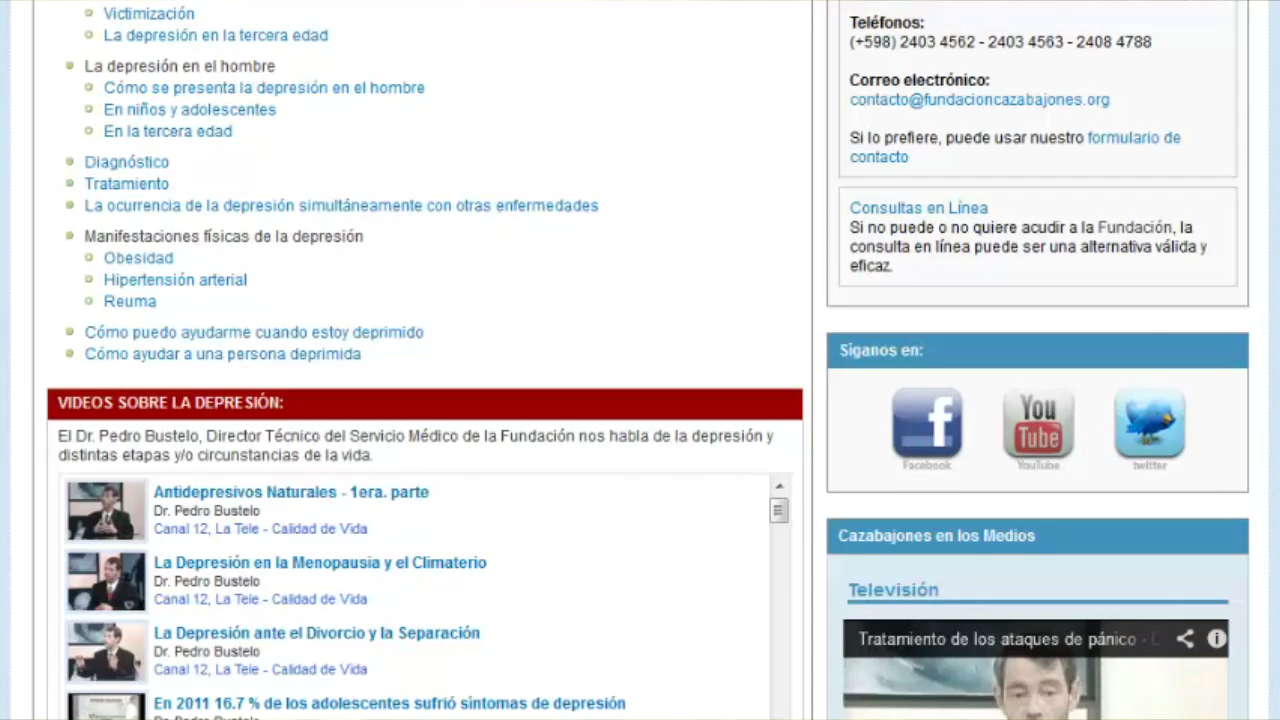 Victimización
La depresión en la tercera edad
La depresión en el hombre
Cómo se presenta la depresión en el hombre
En niños y adolescentes
En la tercera edad
Diagnóstico
Tratamiento
La ocurrencia de la depresión simultáneamente con otras enfermedades
Manifestaciones físicas de la depresión
Obesidad
Hipertensión arterial
Reuma
Cómo puedo ayudarme cuando estoy deprimido
Cómo ayudar a una persona deprimida
VIDEOS SOBRE LA DEPRESIÓN:
El Dr. Pedro Bustelo, Director Técnico del Servicio Médico de la Fundación nos habla de la depresión y
distintas etapas y/o circunstancias de la vida.
Antidepresivos Naturales - 1era. parte
Dr. Pedro Bustelo
Canal 12, La Tele - Calidad de Vida
La Depresión en la Menopausia y el Climaterio
Dr. Pedro Bustelo
Canal 12, La Tele - Calidad de Vida
La Depresión ante el Divorcio y la Separación
Dr. Pedro Bustelo
Canal 12, La Tele - Calidad de Vida
En 2011 16.7 % de los adolescentes sufrió síntomas de depresión
Dr. Pedro Bustelo
Teléfonos:
(+598) 2403 4562 - 2403 4563 - 2408 4788
Correo electrónico:
contacto@fundacioncazabajones.org
Si lo prefiere, puede usar nuestro formulario de
contacto
Consultas en Línea
Si no puede o no quiere acudir a la Fundación, la
consulta en línea puede ser una alternativa válida y
eficaz.
Síganos en:
f
You
Tube
Facebook
YouTube
twitter
Cazabajones en los Medios
Televisión
Tratamiento de los ataques de pánico -